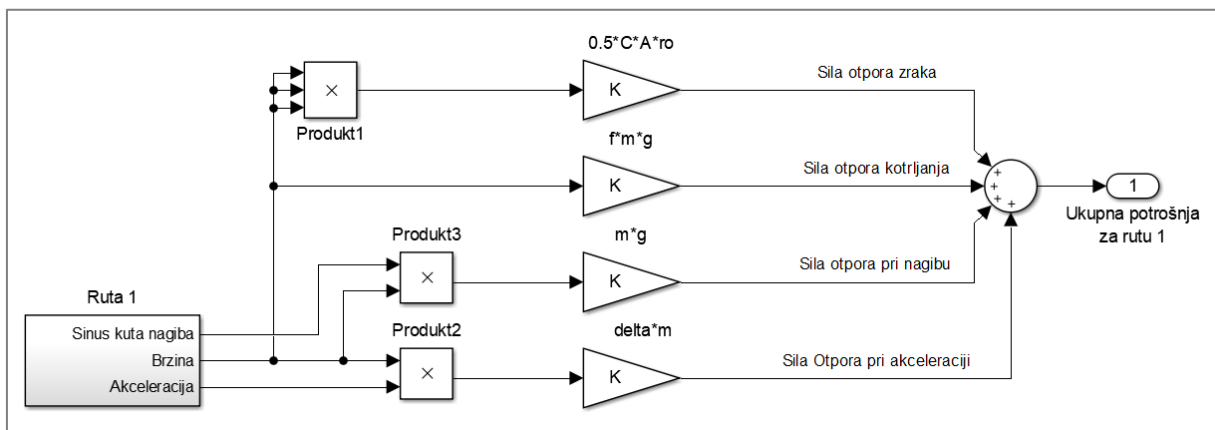 0.5*C*A*ro
K
Sila otpora zraka
×
Produkt1
f*m*g
K
Sila otpora kotrljanja
+
+
+
+
1
Ukupna potrošnja
za rutu 1
Produkt3
×
m*g
K
Sila otpora pri nagibu
Ruta 1
Sinus kuta nagiba
Brzina
Akceleracija
Produkt2
×
delta*m
K
Sila Otpora pri akceleraciji